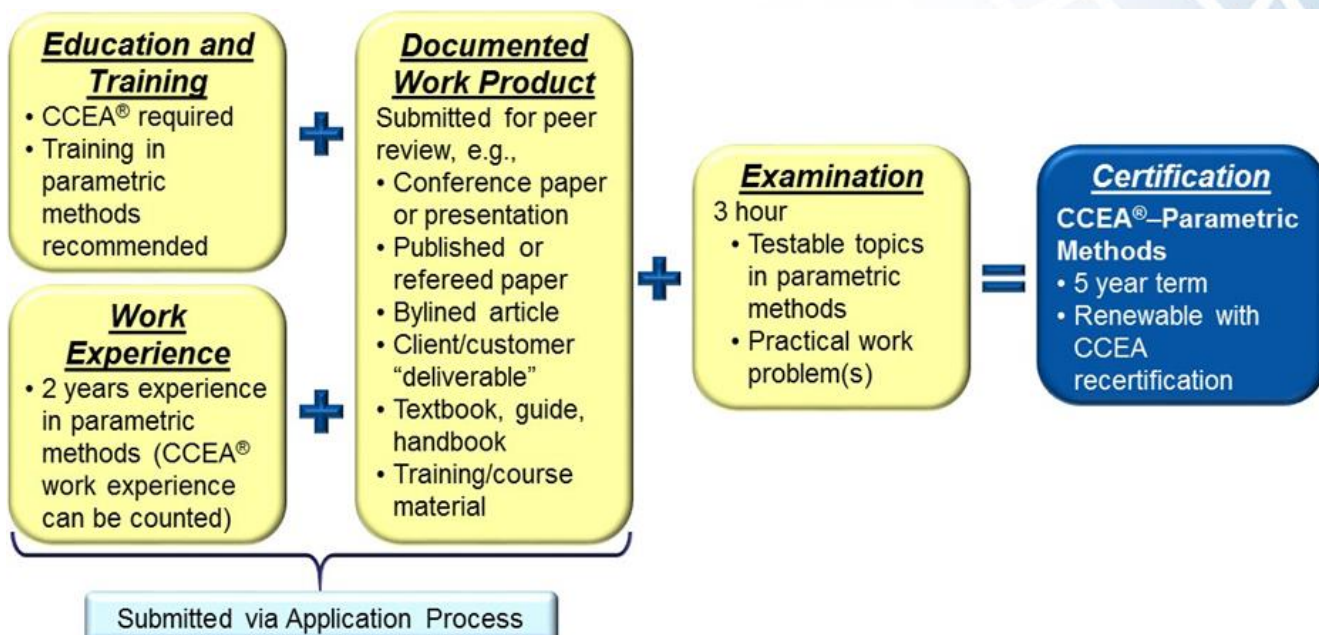 Education and
Training
• CCEA® required
• Training in
parametric
methods
recommended
Work
Experience
• 2 years experience
in parametric
methods (CCEA®
work experience
can be counted)
+
+
Documented
Work Product
Submitted for peer
review, e.g.,
• Conference paper
or presentation
• Published or
refereed paper
• Bylined article
• Client/customer
“deliverable”
• Textbook, guide,
handbook
• Training/course
material
+
Examination
3 hour
• Testable topics
in parametric
methods
• Practical work
problem(s)
=
Certification
CCEA®–Parametric
Methods
• 5 year term
• Renewable with
CCEA
recertification
Submitted via Application Process